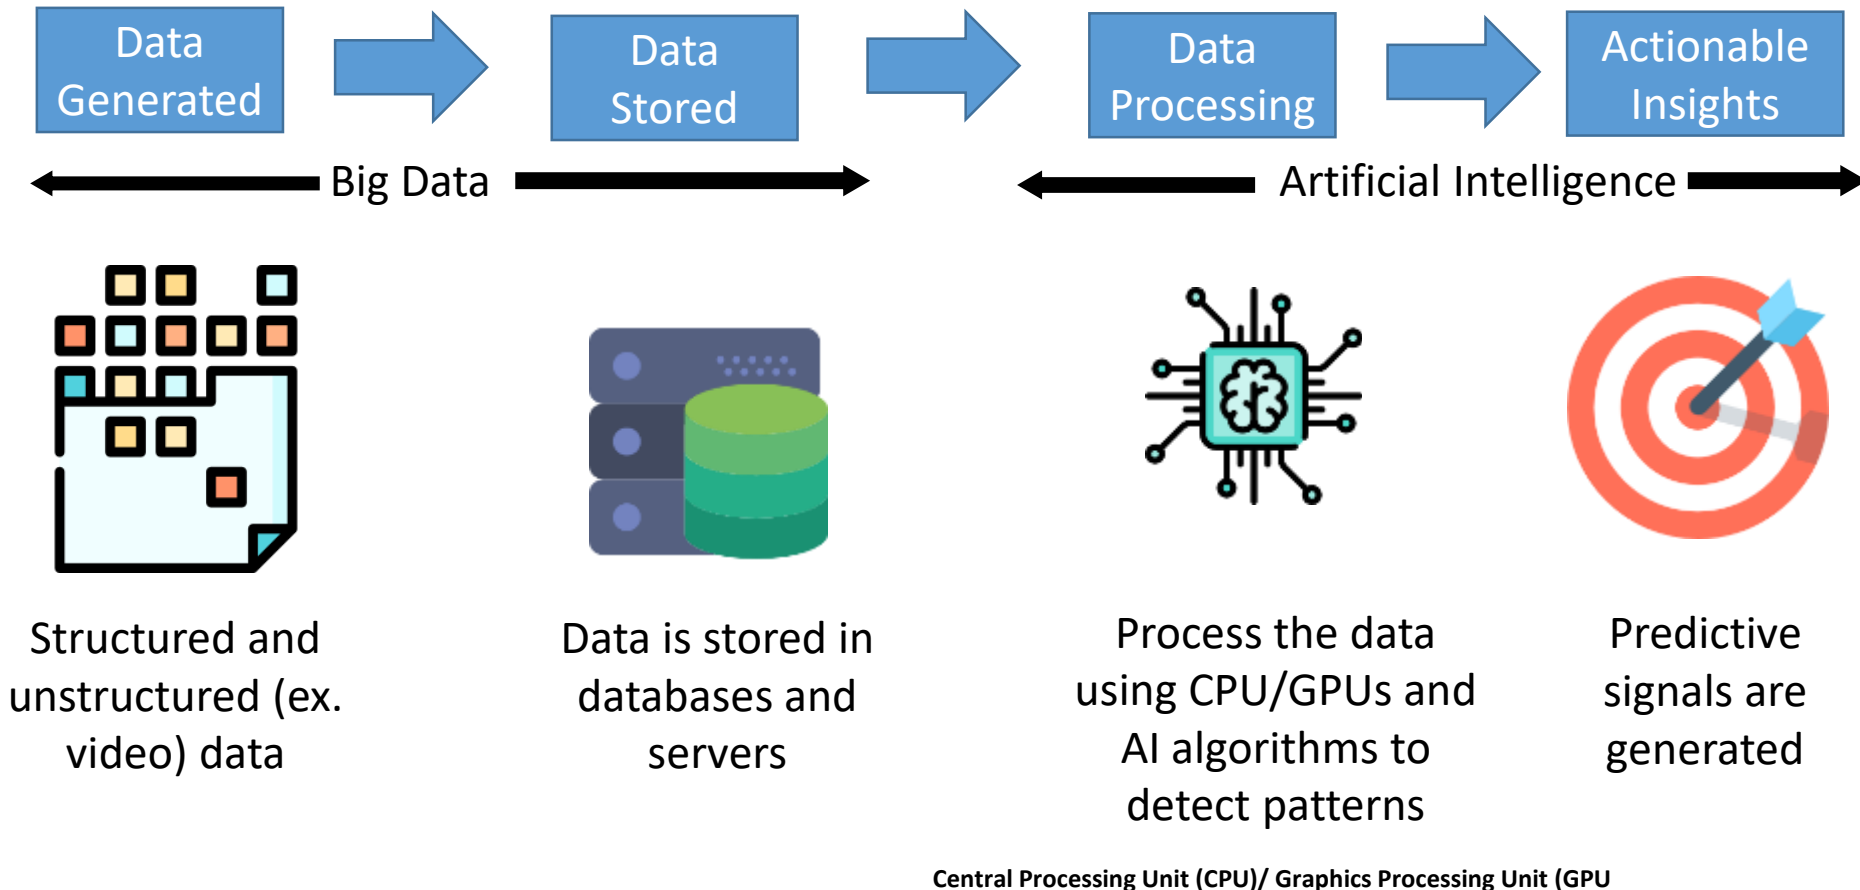 Data
Generated
Data
Stored
Data
Processing
Actionable
Insights
Big Data
Artificial Intelligence
Structured and
unstructured (ex.
video) data
Data is stored in
databases and
servers
Process the data
using CPU/GPUs and
AI algorithms to
detect patterns
Predictive
signals are
generated
Central Processing Unit (CPU)/ Graphics Processing Unit (GPU